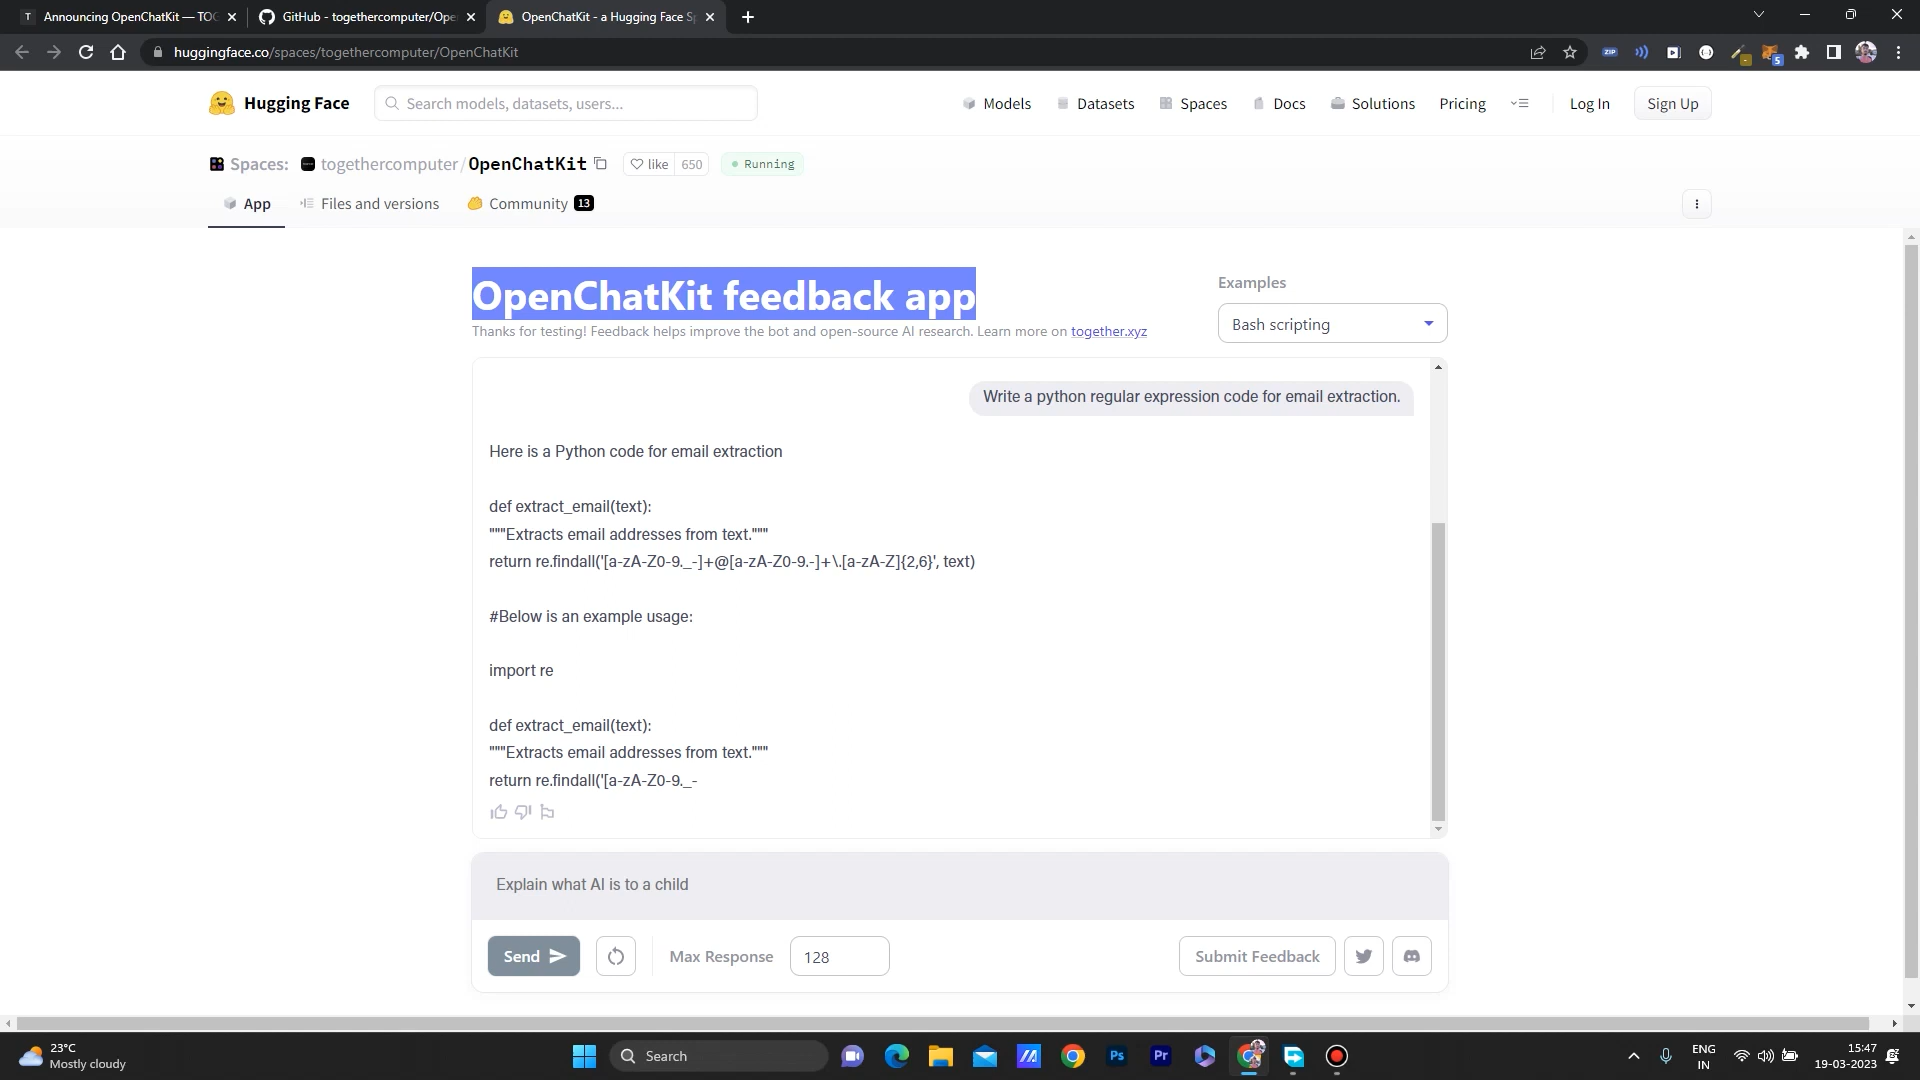 Announcing OpenChatKit — TOG
GitHub - togethercomputer/Ope
OpenChatKit - a Hugging Face S
huggingface.co/spaces/togethercomputer/OpenChatKit
Hugging Face
Search models, datasets, users...
Models
Datasets
Spaces
Docs
Solutions
Pricing
Log In
Sign Up
Spaces: togethercomputer/OpenChatKit
like 650
Running
App
Files and versions
Community 13
OpenChatKit feedback app
Thanks for testing! Feedback helps improve the bot and open-source AI research. Learn more on together.xyz
Examples
Bash scripting
Write a python regular expression code for email extraction.
Here is a Python code for email extraction
def extract_email(text):
"""Extracts email addresses from text."""
return re.findall('[a-zA-Z0-9._-]+@[a-zA-Z0-9.-]+\.[a-zA-Z]{2,6}', text)
#Below is an example usage:
import re
def extract_email(text):
"""Extracts email addresses from text."""
return re.findall('[a-zA-Z0-9._-
Explain what AI is to a child
Send
Max Response
128
Submit Feedback
23°C
Mostly cloudy
Search
Ps
Pr
ENG
IN
15:47
19-03-2023